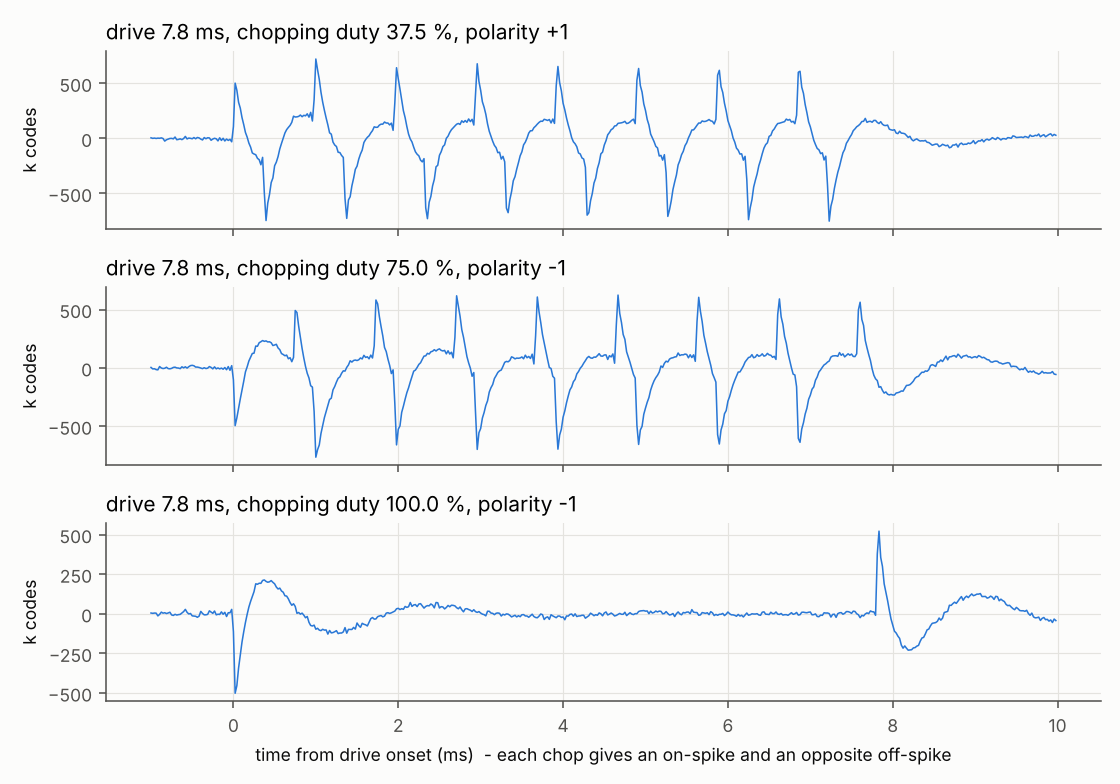 drive 7.8 ms, chopping duty 37.5 %, polarity +1
500
0
−500
k codes
drive 7.8 ms, chopping duty 75.0 %, polarity -1
500
0
−500
k codes
drive 7.8 ms, chopping duty 100.0 %, polarity -1
500
250
0
−250
−500
k codes
0 2 4 6 8 10
time from drive onset (ms)  - each chop gives an on-spike and an opposite off-spike